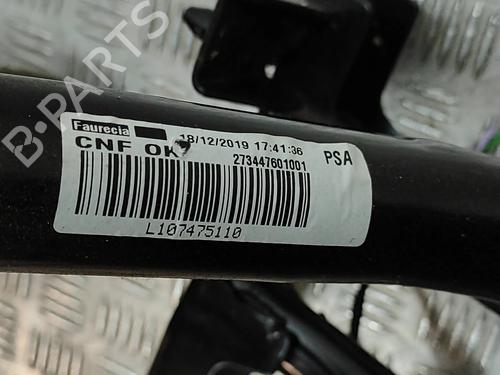 B-PARTS
Faurecia 18/12/2019 17:41:36
CNF OK 273447601001 PSA
L107475110